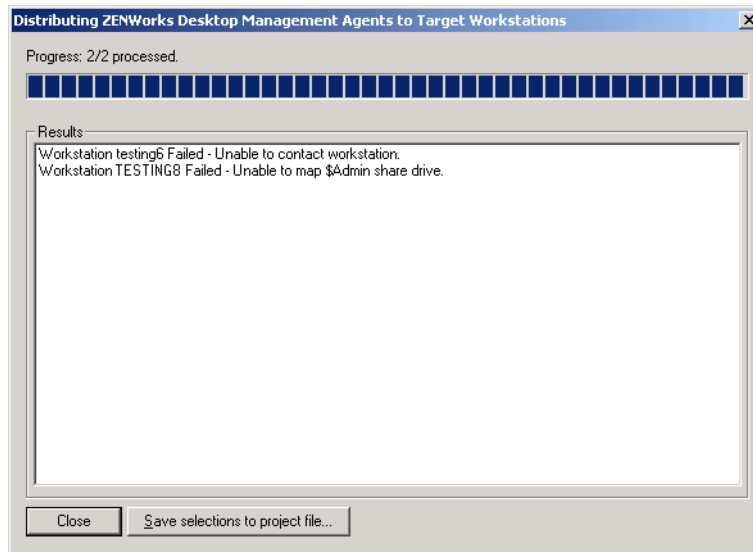 Distributing ZENWorks Desktop Management Agents to Target Workstations
Progress: 2/2 processed.
Results
Workstation testing6 Failed - Unable to contact workstation.
Workstation TESTING8 Failed - Unable to map $Admin share drive.
Close
Save selections to project file...